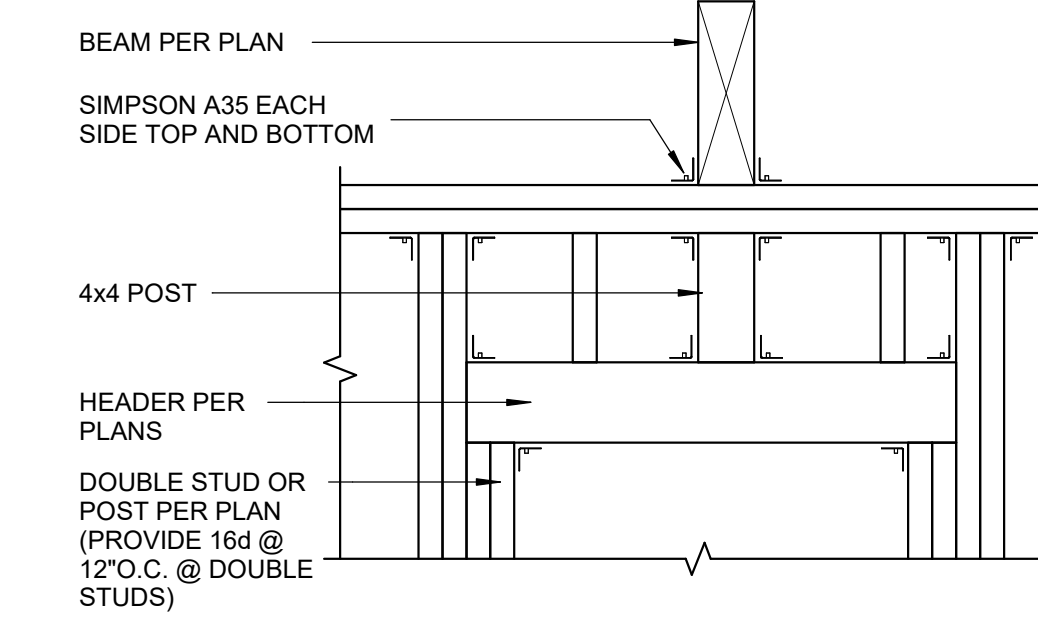 BEAM PER PLAN
SIMPSON A35 EACH
SIDE TOP AND BOTTOM
4x4 POST
HEADER PER
PLANS
DOUBLE STUD OR
POST PER PLAN
(PROVIDE 16d @
12"O.C. @ DOUBLE
STUDS)